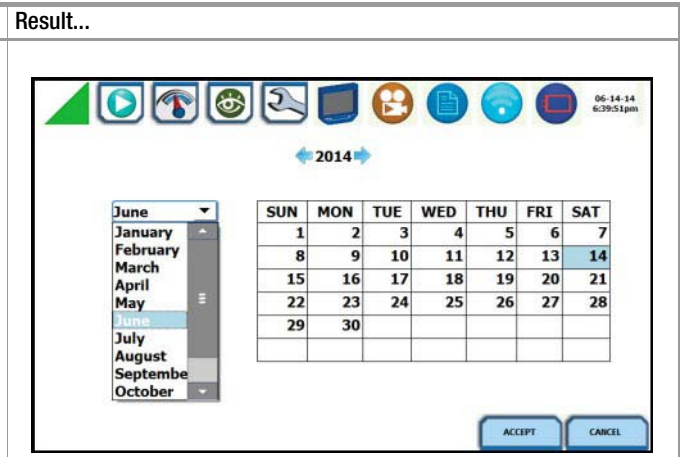 Result...
06-14-14
6:39:51pm
2014
June
January
February
March
April
May
June
July
August
Septembe
October
SUN MON TUE WED THU FRI SAT
1 2 3 4 5 6 7
8 9 10 11 12 13 14
15 16 17 18 19 20 21
22 23 24 25 26 27 28
29 30
ACCEPT CANCEL